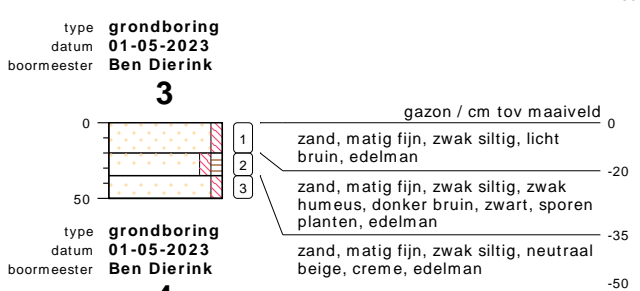 type grondboring
datum 01-05-2023
boormeester Ben Dierink
3
gazon / cm tov maaiveld
0
0
1
zand, matig fijn, zwak siltig, licht
bruin, edelman
-20
2
zand, matig fijn, zwak siltig, zwak
humeus, donker bruin, zwart, sporen
planten, edelman
-35
3
50
zand, matig fijn, zwak siltig, neutraal
beige, creme, edelman
-50
type grondboring
datum 01-05-2023
boormeester Ben Dierink